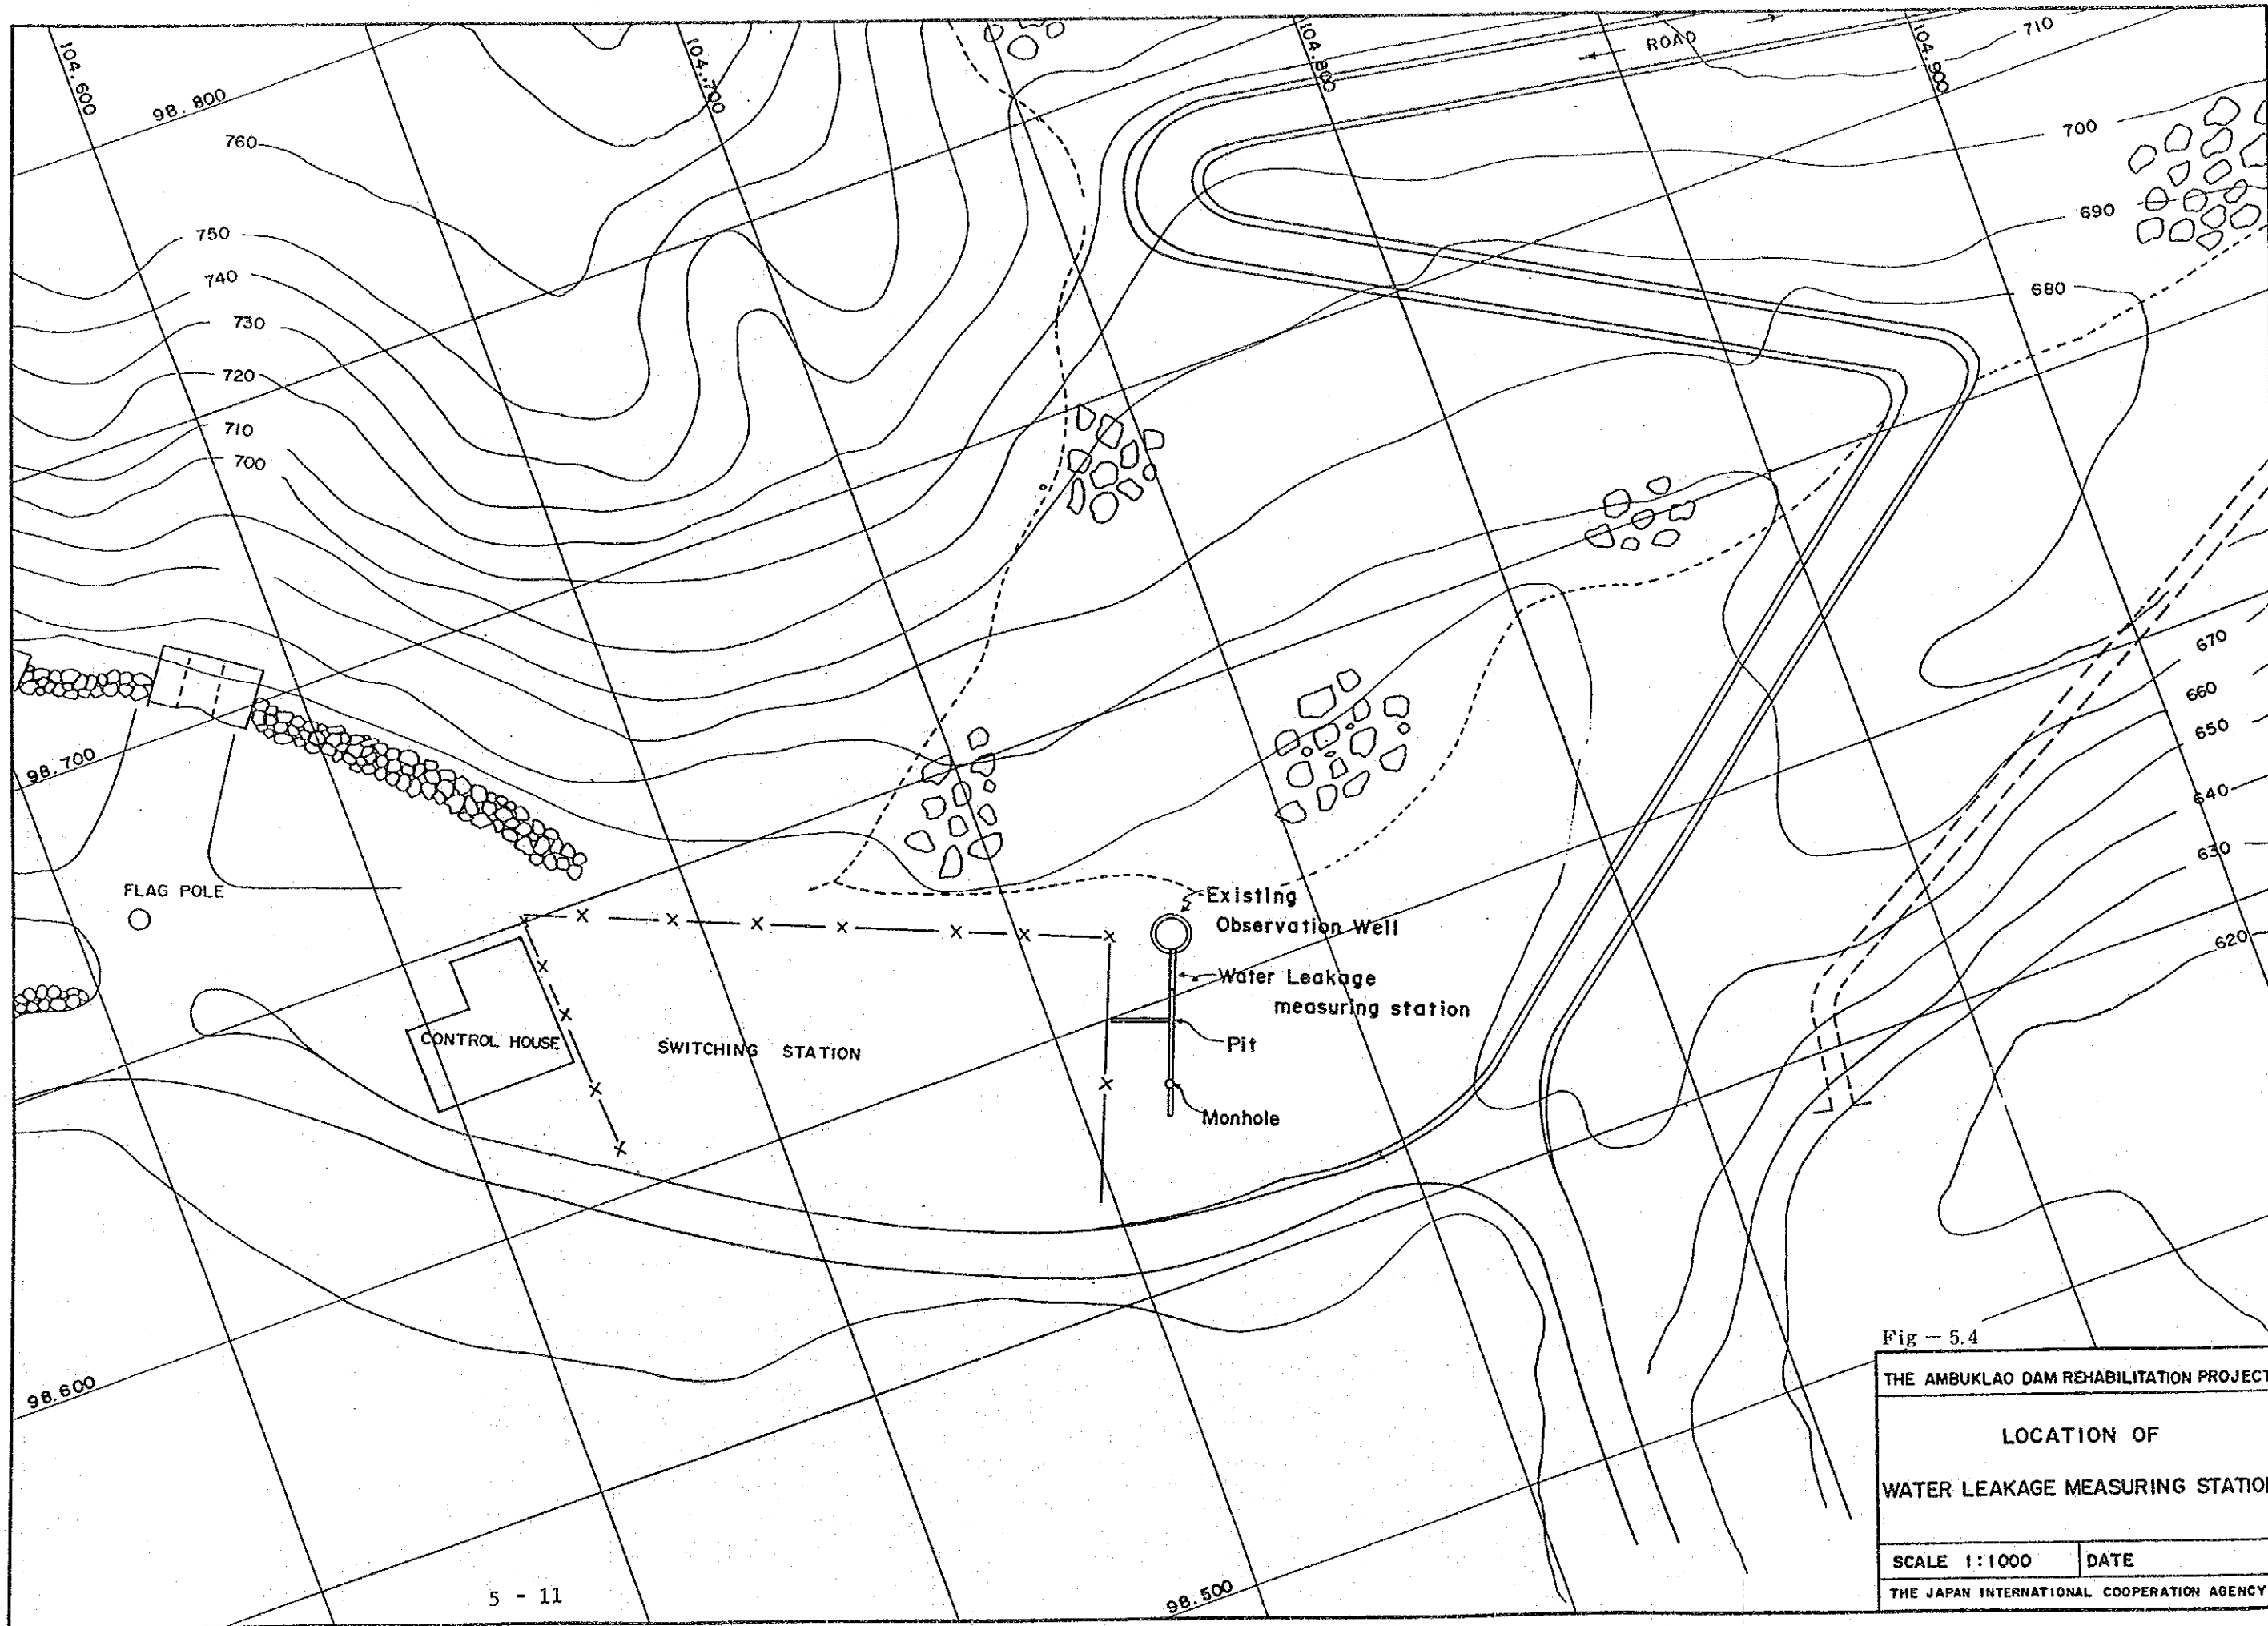 104.600
98.800
104.700
104.800
ROAD
104.900
710
760
700
750
690
740
680
730
720
710
700
670
660
650
98.700
640
630
FLAG POLE
Existing
Observation Well
620
Water Leakage
measuring station
CONTROL HOUSE
SWITCHING STATION
Pit
Monhole
98.600
Fig - 5.4
THE AMBUKLAO DAM REHABILITATION PROJECT
LOCATION OF
WATER LEAKAGE MEASURING STATION
SCALE 1:1000
DATE
THE JAPAN INTERNATIONAL COOPERATION AGENCY
98.500
5 - 11